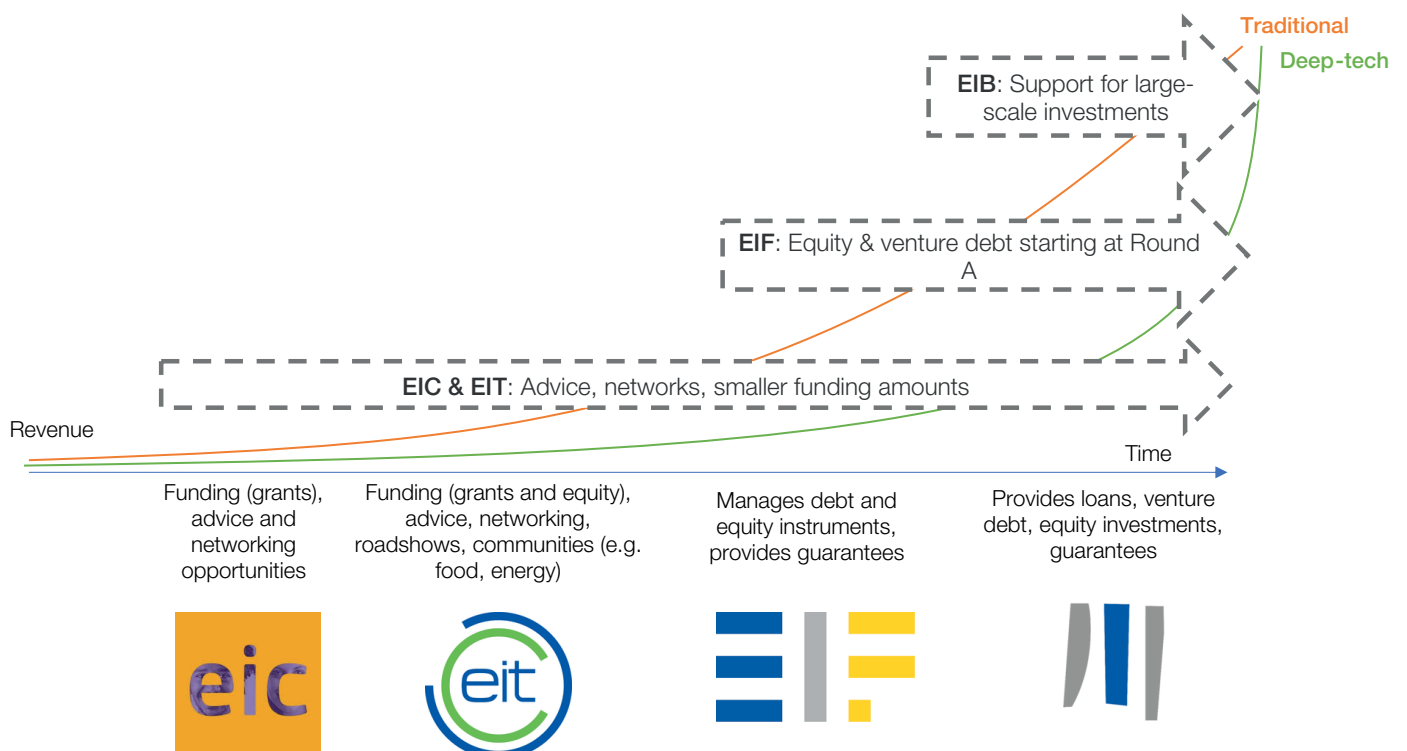 Traditional
Deep-tech
EIB: Support for large-
scale investments
EIF: Equity & venture debt starting at Round
A
EIC & EIT: Advice, networks, smaller funding amounts
Revenue
Time
Funding (grants),
advice and
networking
opportunities
Funding (grants and equity),
advice, networking,
roadshows, communities (e.g.
food, energy)
Manages debt and
equity instruments,
provides guarantees
Provides loans, venture
debt, equity investments,
guarantees
eic
eit
EIF